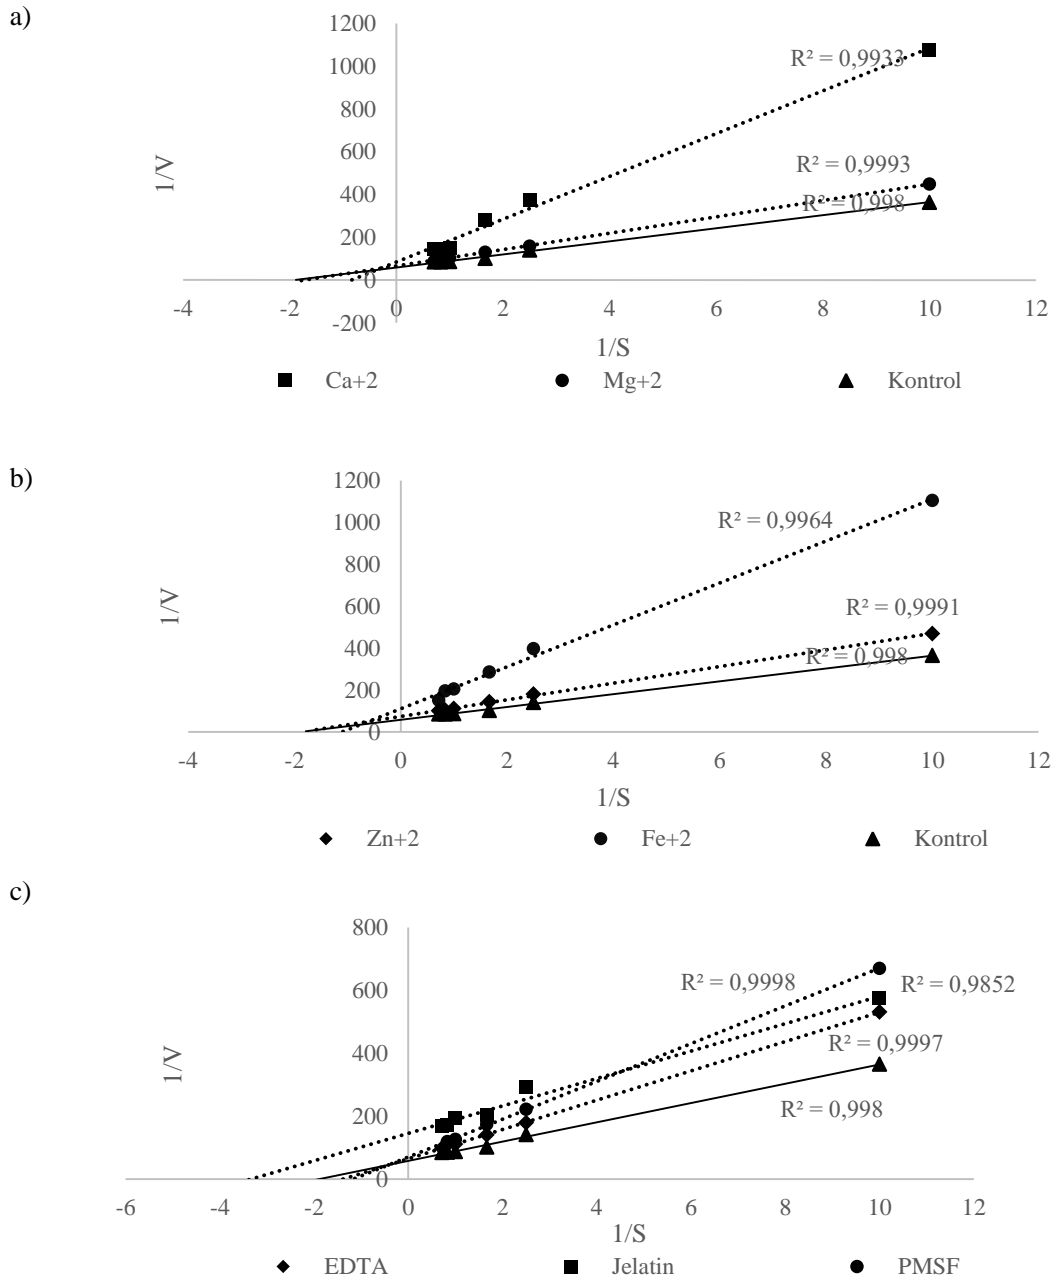 a)
1200
1000
800
600
400
200
0
-200
-4 -2 0 2 4 6 8 10 12
1/V
1/S
R² = 0,9933
R² = 0,9993
R² = 0,998
Ca+2 Mg+2 Kontrol
b)
1200
1000
800
600
400
200
0
-4 -2 0 2 4 6 8 10 12
1/V
1/S
R² = 0,9964
R² = 0,9991
R² = 0,998
Zn+2 Fe+2 Kontrol
c)
800
600
400
200
0
-6 -4 -2 0 2 4 6 8 10 12
1/V
1/S
R² = 0,9998
R² = 0,9852
R² = 0,9997
R² = 0,998
EDTA Jelatin PMSF